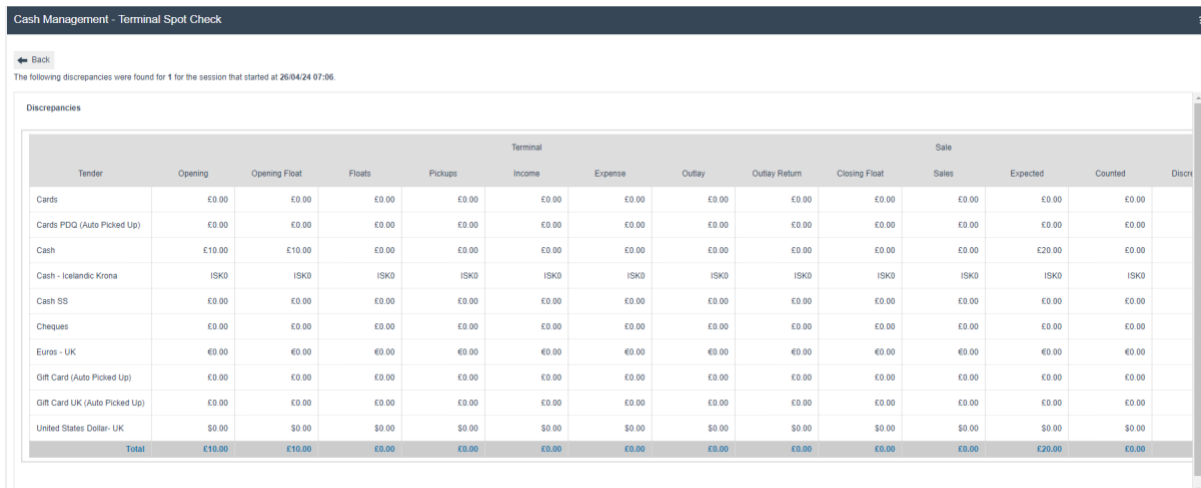 Cash Management - Terminal Spot Check
Back
The following discrepancies were found for 1 for the session that started at 26/04/24 07:06.
Discrepancies
Terminal Sale
Tender Opening Opening Float Floats Pickups Income Expense Outlay Outlay Return Closing Float Sales Expected Counted Discre
Cards £0.00 £0.00 £0.00 £0.00 £0.00 £0.00 £0.00 £0.00 £0.00 £0.00 £0.00 £0.00
Cards PDQ (Auto Picked Up) £0.00 £0.00 £0.00 £0.00 £0.00 £0.00 £0.00 £0.00 £0.00 £0.00 £0.00 £0.00
Cash £10.00 £10.00 £0.00 £0.00 £0.00 £0.00 £0.00 £0.00 £0.00 £0.00 £20.00 £0.00
Cash - Icelandic Krona ISK0 ISK0 ISK0 ISK0 ISK0 ISK0 ISK0 ISK0 ISK0 ISK0 ISK0 ISK0
Cash SS £0.00 £0.00 £0.00 £0.00 £0.00 £0.00 £0.00 £0.00 £0.00 £0.00 £0.00 £0.00
Cheques £0.00 £0.00 £0.00 £0.00 £0.00 £0.00 £0.00 £0.00 £0.00 £0.00 £0.00 £0.00
Euros - UK €0.00 €0.00 €0.00 €0.00 €0.00 €0.00 €0.00 €0.00 €0.00 €0.00 €0.00 €0.00
Gift Card (Auto Picked Up) £0.00 £0.00 £0.00 £0.00 £0.00 £0.00 £0.00 £0.00 £0.00 £0.00 £0.00 £0.00
Gift Card UK (Auto Picked Up) £0.00 £0.00 £0.00 £0.00 £0.00 £0.00 £0.00 £0.00 £0.00 £0.00 £0.00 £0.00
United States Dollar- UK $0.00 $0.00 $0.00 $0.00 $0.00 $0.00 $0.00 $0.00 $0.00 $0.00 $0.00 $0.00
Total £10.00 £10.00 £0.00 £0.00 £0.00 £0.00 £0.00 £0.00 £0.00 £0.00 £20.00 £0.00